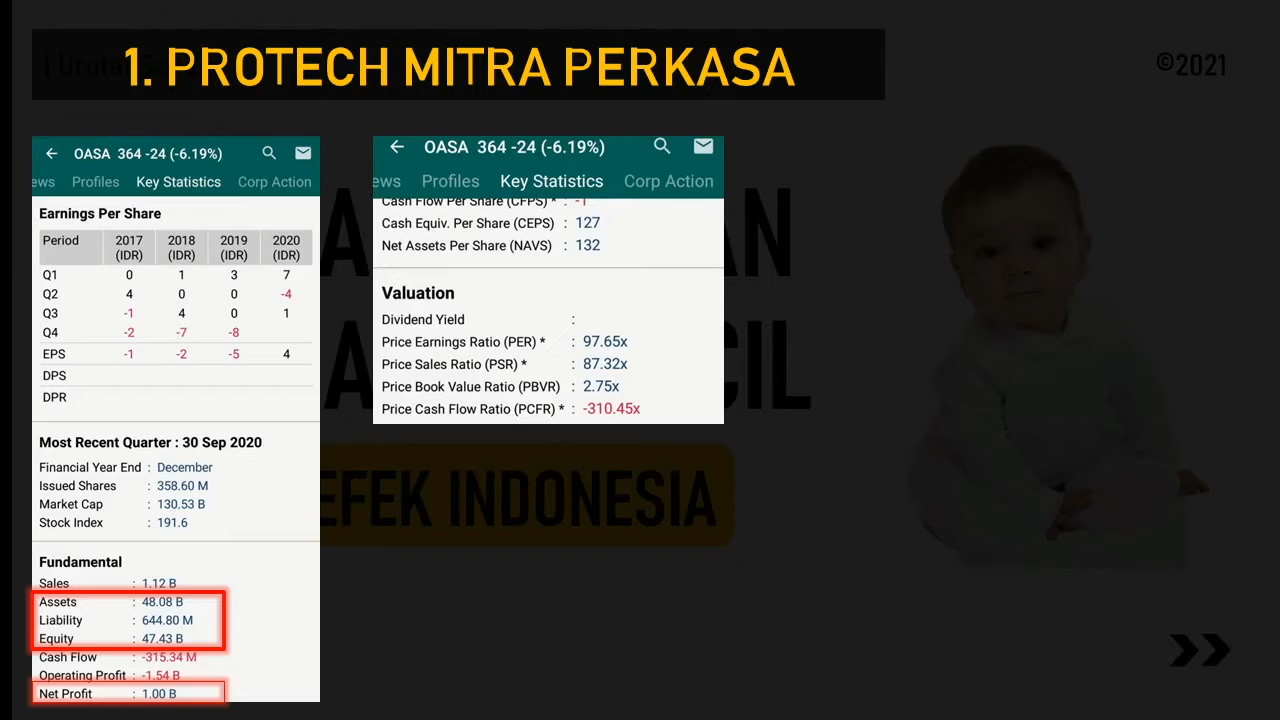 1. PROTECH MITRA PERKASA
©2021
OASA 364 -24 (-6.19%)
ews Profiles Key Statistics Corp Action
Earnings Per Share
Period 2017 (IDR) 2018 (IDR) 2019 (IDR) 2020 (IDR)
Q1 0 1 3 7
Q2 4 0 0 -4
Q3 -1 4 0 1
Q4 -2 -7 -8
EPS -1 -2 -5 4
DPS
DPR
Most Recent Quarter : 30 Sep 2020
Financial Year End : December
Issued Shares : 358.60 M
Market Cap : 130.53 B
Stock Index : 191.6
Fundamental
Sales : 1.12 B
Assets : 48.08 B
Liability : 644.80 M
Equity : 47.43 B
Cash Flow : -315.34 M
Operating Profit : -1.54 B
Net Profit : 1.00 B
OASA 364 -24 (-6.19%)
ews Profiles Key Statistics Corp Action
Cash Flow Per Share (CFPS) * : -1
Cash Equiv. Per Share (CEPS) : 127
Net Assets Per Share (NAVS) : 132
Valuation
Dividend Yield :
Price Earnings Ratio (PER) * : 97.65x
Price Sales Ratio (PSR) * : 87.32x
Price Book Value Ratio (PBVR) : 2.75x
Price Cash Flow Ratio (PCFR) * : -310.45x
EFEK INDONESIA